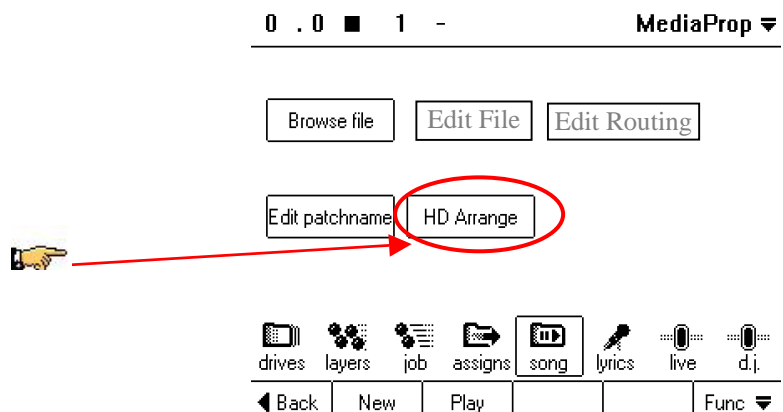 0 . 0 ■ 1 - MediaProp
Browse file Edit File Edit Routing
Edit patchname HD Arrange
drives layers job assigns song lyrics live d.j.
Back New Play Func